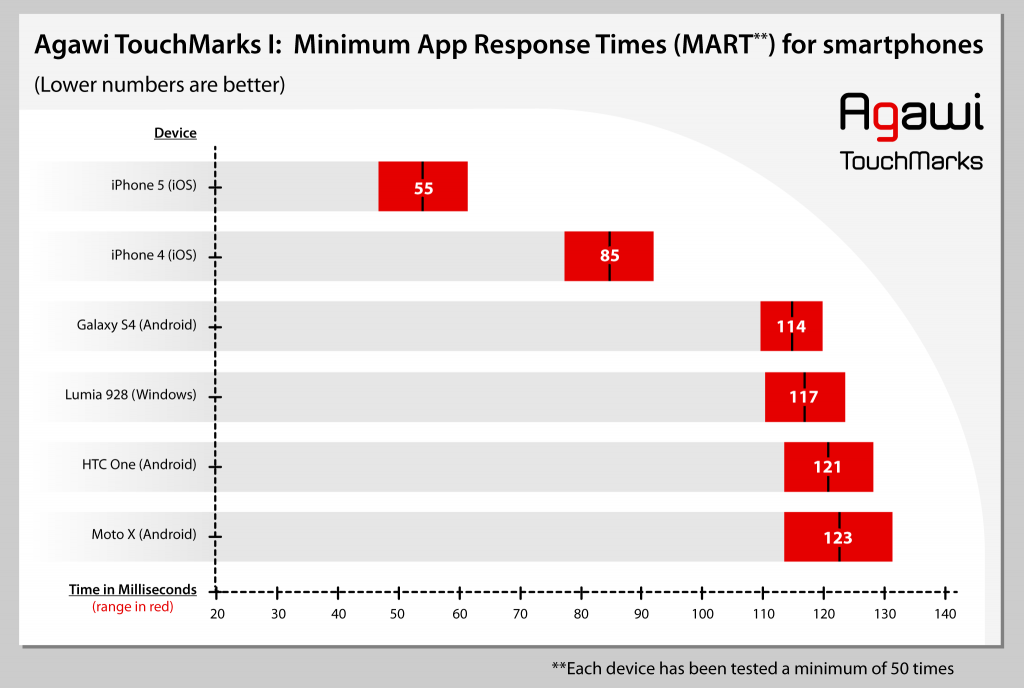 Agawi TouchMarks I:  Minimum App Response Times (MART**) for smartphones
(Lower numbers are better)
Agawi
TouchMarks
Device
iPhone 5 (iOS)
55
iPhone 4 (iOS)
85
Galaxy S4 (Android)
114
Lumia 928 (Windows)
117
HTC One (Android)
121
Moto X (Android)
123
Time in Milliseconds
(range in red)
20 30 40 50 60 70 80 90 100 110 120 130 140
**Each device has been tested a minimum of 50 times